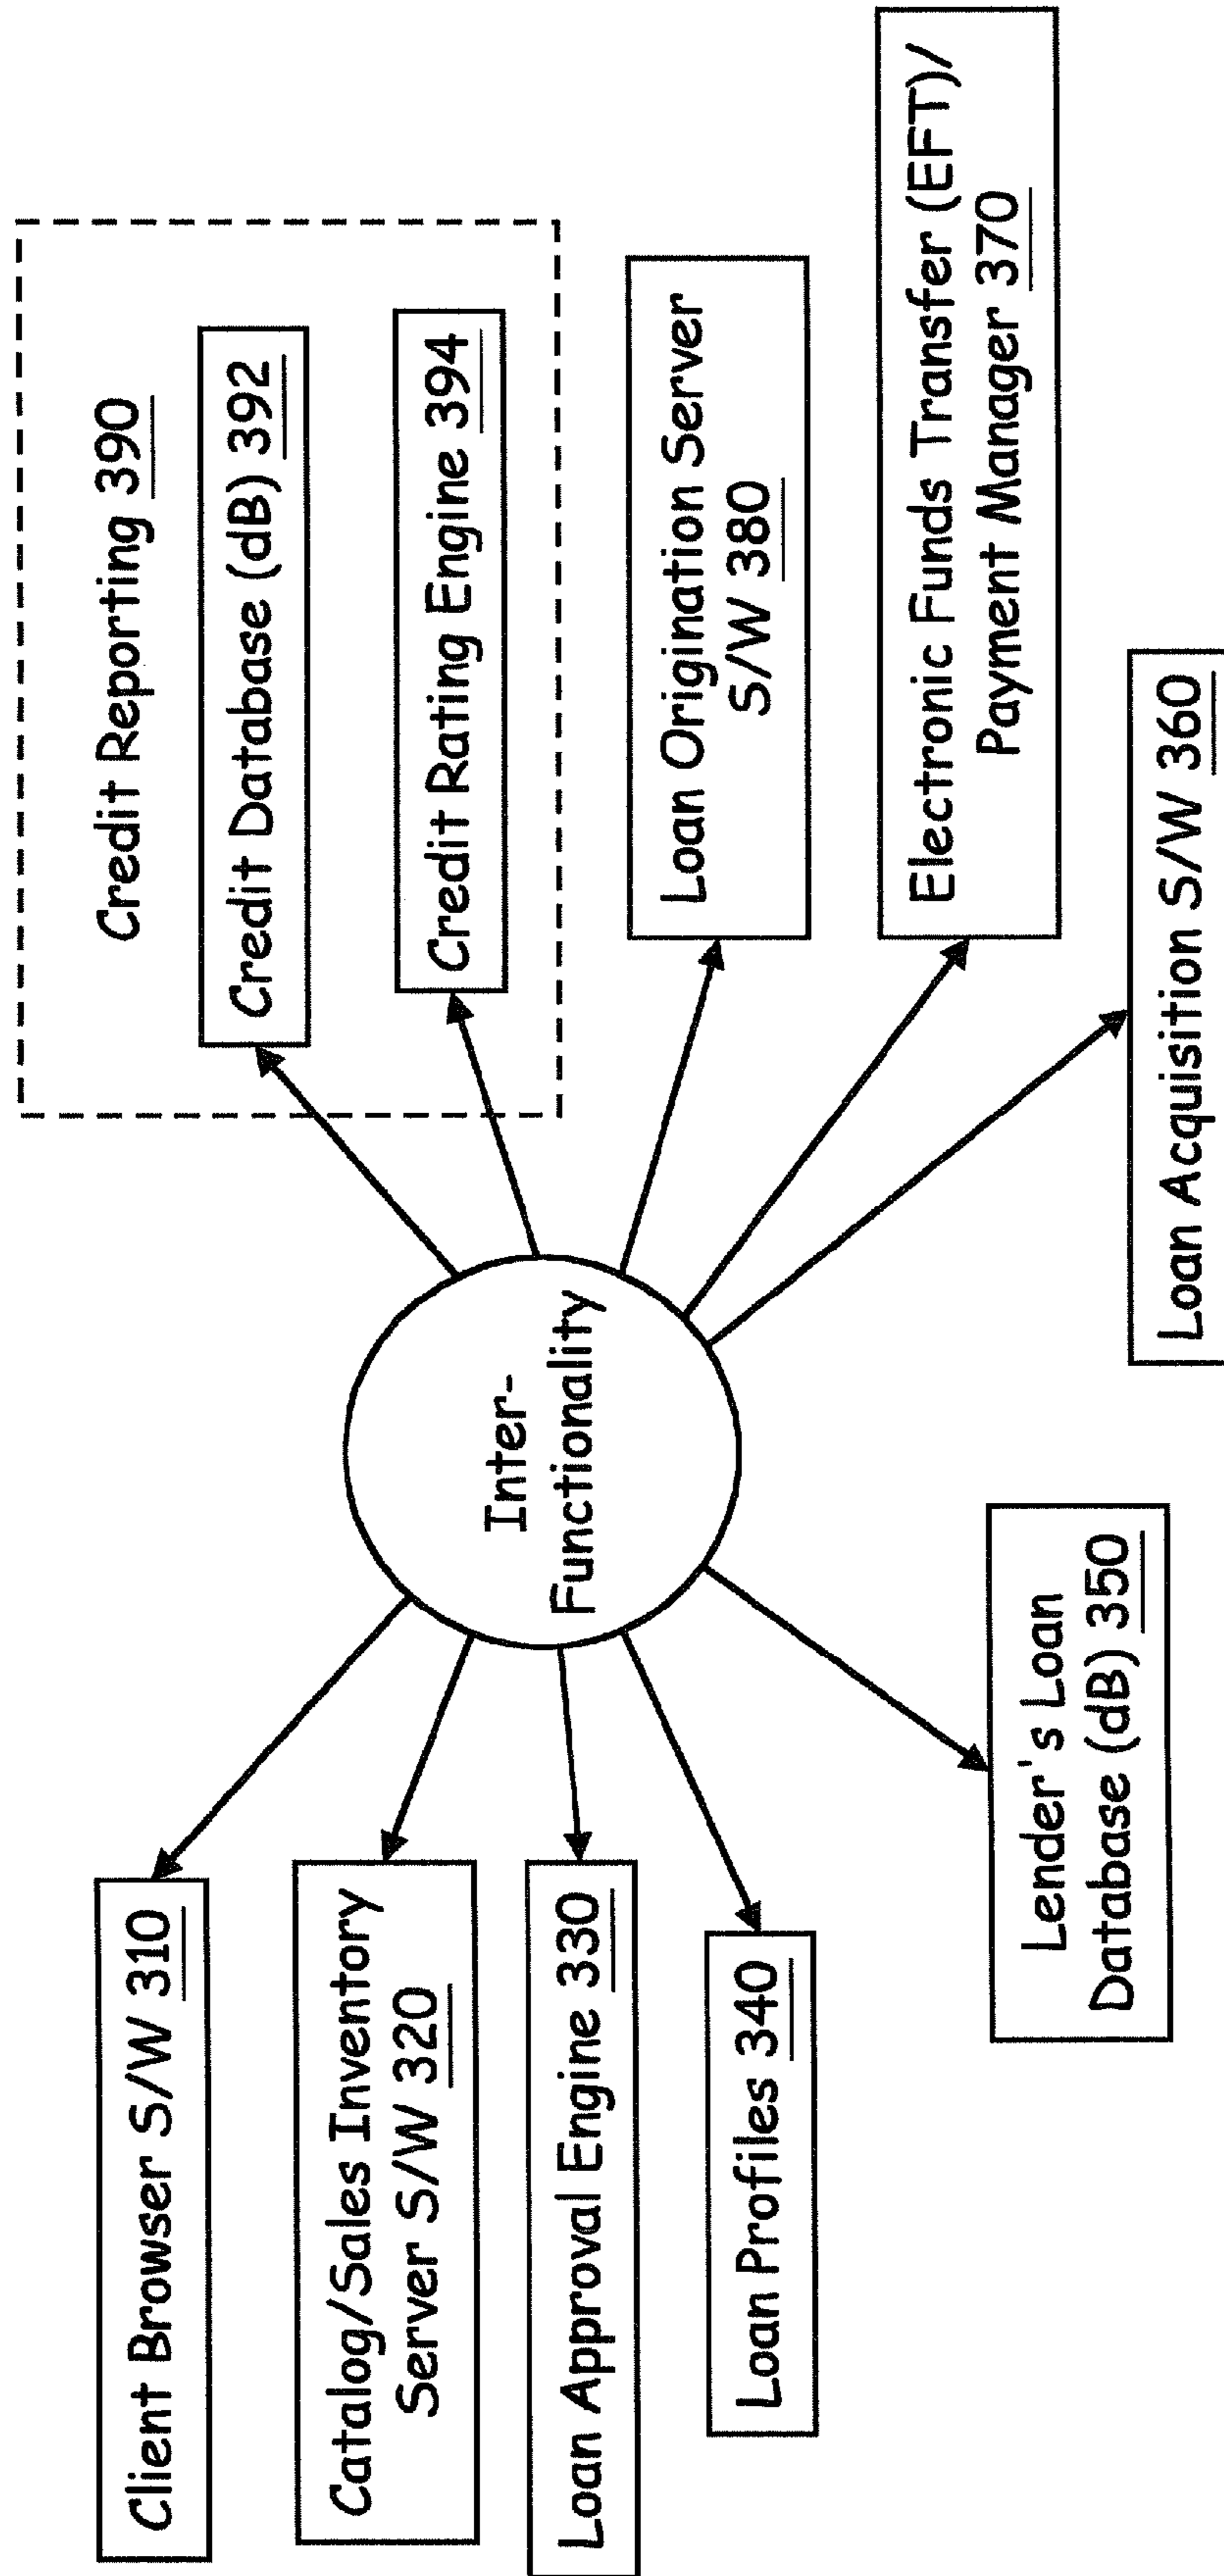 Client Browser S/W 310
Catalog/Sales Inventory
Server S/W 320
Loan Approval Engine 330
Loan Profiles 340
Lender's Loan
Database (dB) 350
Inter-
Functionality
Credit Reporting 390
Credit Database (dB) 392
Credit Rating Engine 394
Loan Origination Server
S/W 380
Electronic Funds Transfer (EFT)/
Payment Manager 370
Loan Acquisition S/W 360